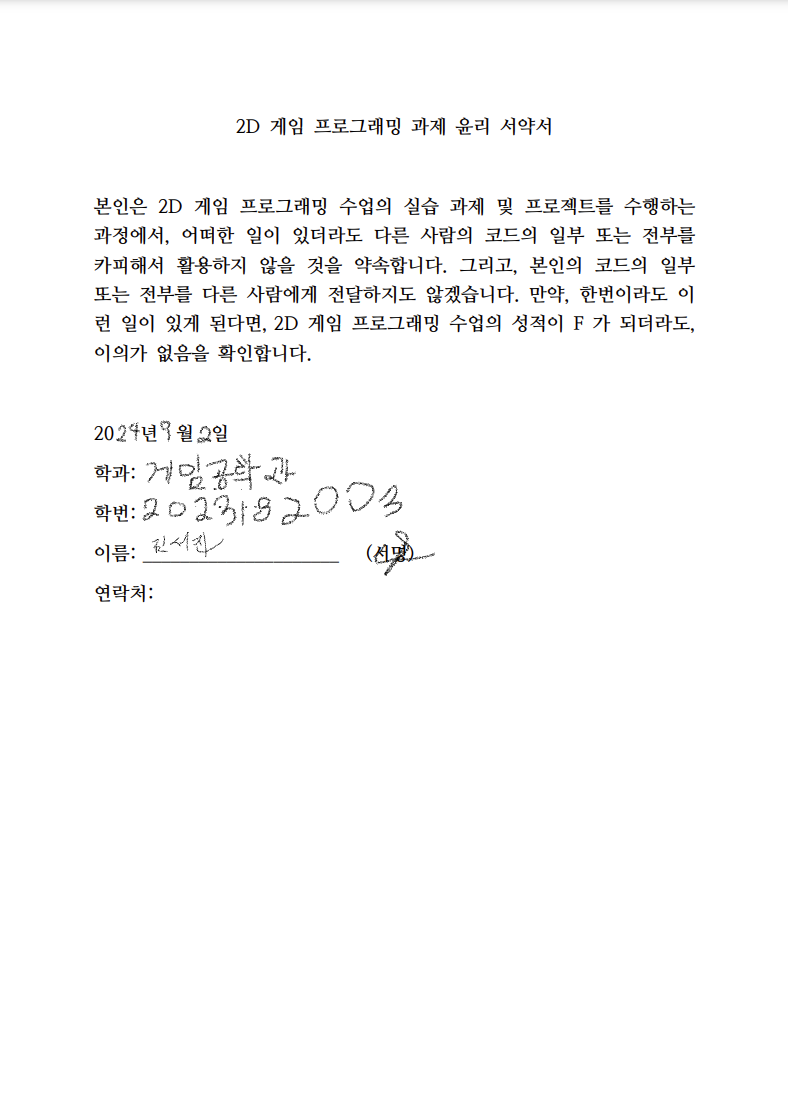 2D 게임 프로그래밍 과제 윤리 서약서
본인은 2D 게임 프로그래밍 수업의 실습 과제 및 프로젝트를 수행하는
과정에서, 어떠한 일이 있더라도 다른 사람의 코드의 일부 또는 전부를
카피해서 활용하지 않을 것을 약속합니다. 그리고, 본인의 코드의 일부
또는 전부를 다른 사람에게 전달하지도 않겠습니다. 만약, 한번이라도 이
런 일이 있게 된다면, 2D 게임 프로그래밍 수업의 성적이 F 가 되더라도,
이의가 없음을 확인합니다.
2024년 9월 2일
학과: 게임공학과
학번: 2023182003
이름: 김서진 (서명)
연락처: